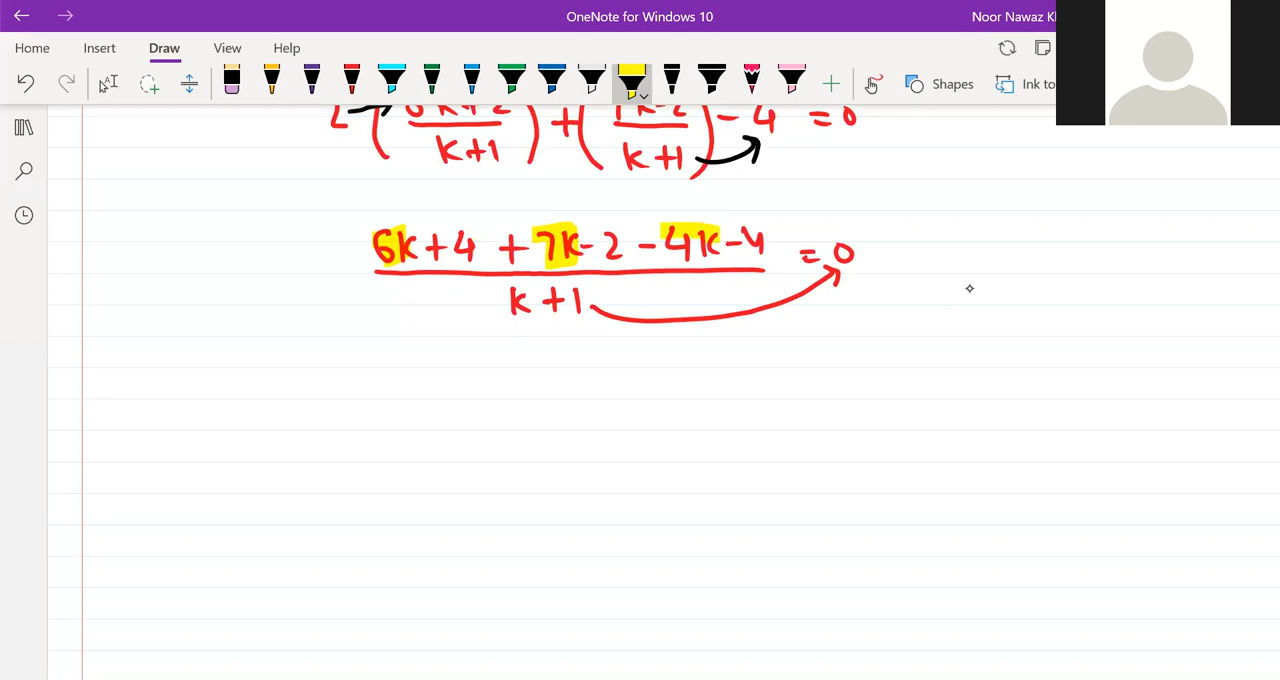 OneNote for Windows 10
Noor Nawaz
Home Insert Draw View Help
Shapes Ink to
2 ( /k+1 ) + ( /k+1 ) - 4 = 0
6k+4 + 7k-2 -4k-4 = 0
k+1